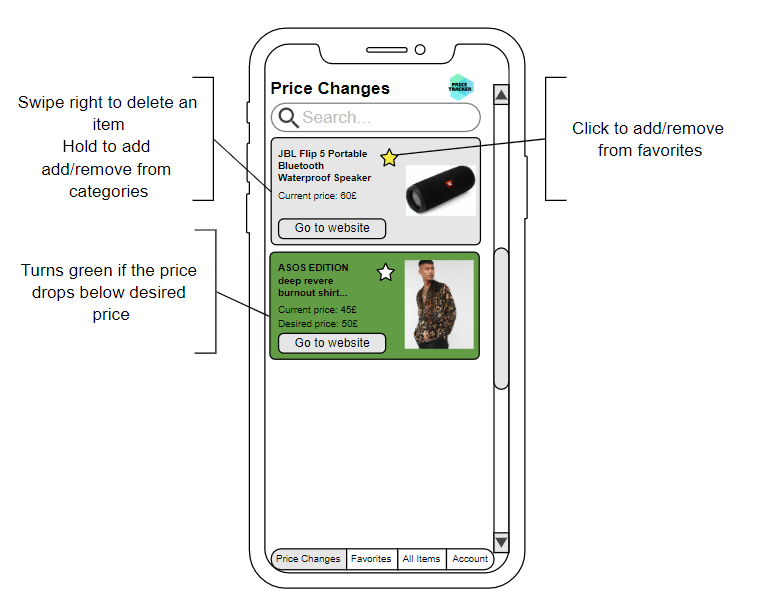 Price Changes
PRICE
TRACKER
Search...
Swipe right to delete an
item
Hold to add
add/remove from
categories
Click to add/remove
from favorites
JBL Flip 5 Portable
Bluetooth
Waterproof Speaker
Current price: 60£
Go to website
Turns green if the price
drops below desired
price
ASOS EDITION
deep revere
burnout shirt...
Current price: 45£
Desired price: 50£
Go to website
Price Changes
Favorites
All Items
Account